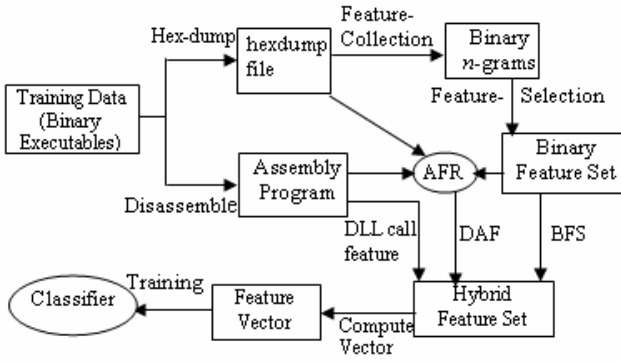 Feature-
Collection
Hex-dump
hexdump
file
Binary
n-grams
Training Data
(Binary
Executables)
Feature-
Selection
Assembly
Program
AFR
Binary
Feature Set
Disassemble
DLL call
feature
DAF
BFS
Classifier
Training
Feature
Vector
Compute
Vector
Hybrid
Feature Set